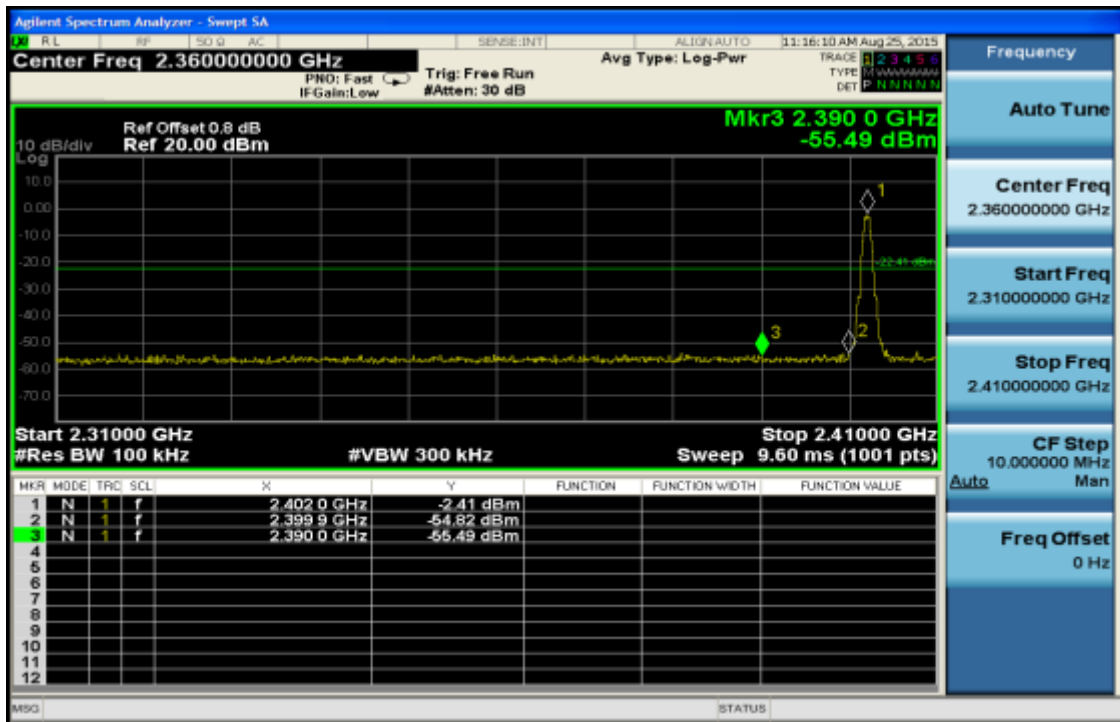 Agilent Spectrum Analyzer - Swept SA
RL RF 50 Ω AC SENSE:INT ALIGNAUTO 11:16:10 AM Aug 25, 2015
Center Freq 2.360000000 GHz
PNO: Fast
IFGain:Low
Trig: Free Run
#Atten: 30 dB
Avg Type: Log-Pwr
TRACE 1 2 3 4 5 6
TYPE M WWWWW
DET P N N N N N
Ref Offset 0.8 dB
10 dB/div Ref 20.00 dBm
Log
Mkr3 2.390 0 GHz
-55.49 dBm
10.0
0.00
-10.0
-20.0
-30.0
-40.0
-50.0
-60.0
-70.0
1
-22.41 dBm
3
2
Start 2.31000 GHz Stop 2.41000 GHz
#Res BW 100 kHz #VBW 300 kHz Sweep 9.60 ms (1001 pts)
MKR MODE TRC SCL X Y FUNCTION FUNCTION WIDTH FUNCTION VALUE
1 N 1 f 2.402 0 GHz -2.41 dBm
2 N 1 f 2.399 9 GHz -54.82 dBm
3 N 1 f 2.390 0 GHz -55.49 dBm
4
5
6
7
8
9
10
11
12
MSG STATUS
Frequency
Auto Tune
Center Freq
2.360000000 GHz
Start Freq
2.310000000 GHz
Stop Freq
2.410000000 GHz
CF Step
10.000000 MHz
Auto Man
Freq Offset
0 Hz